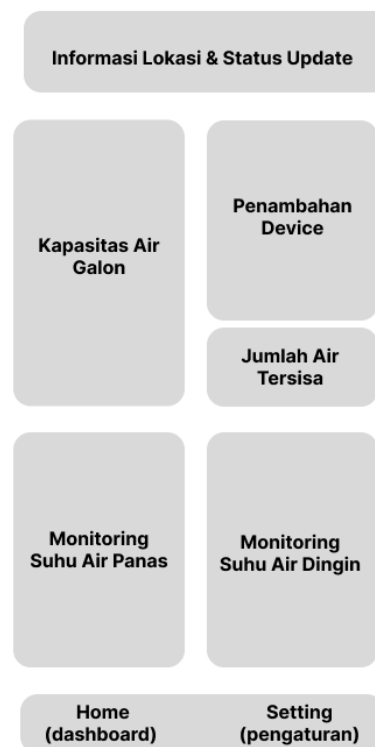 Informasi Lokasi & Status Update
Kapasitas Air
Galon
Penambahan
Device
Jumlah Air
Tersisa
Monitoring
Suhu Air Panas
Monitoring
Suhu Air Dingin
Home
(dashboard)
Setting
(pengaturan)